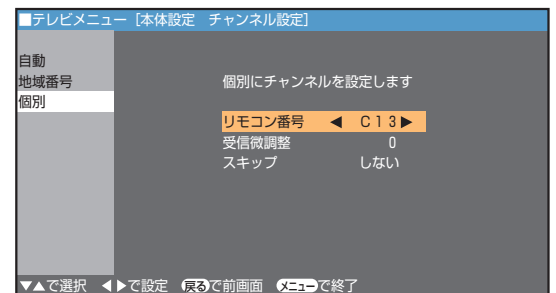 ■テレビメニュー［本体設定　チャンネル設定］
自動
地域番号
個別
個別にチャンネルを設定します
リモコン番号　◀　C13▶
受信微調整　0
スキップ　しない
▼▲で選択　◀▶で設定　戻るで前画面　メニューで終了